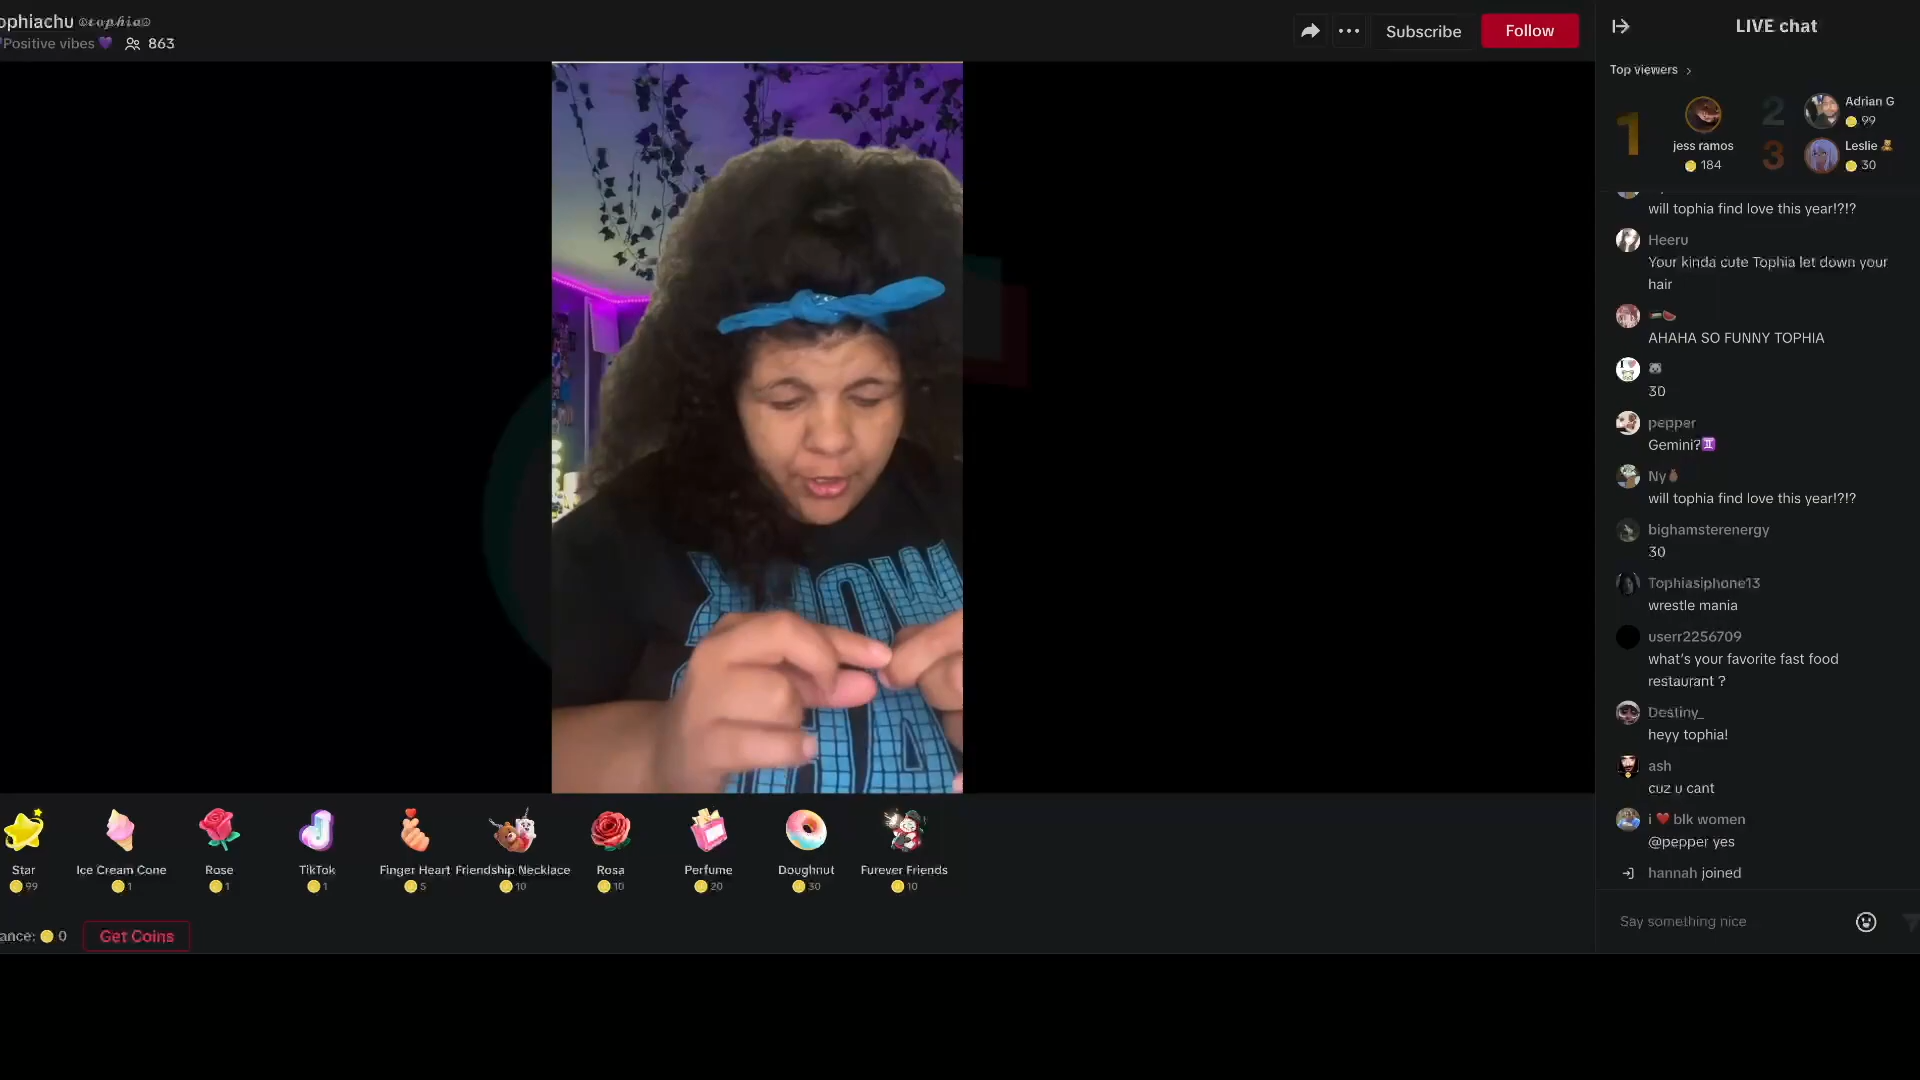 ophiachu @tophia☹
Positive vibes 💜 863
Subscribe
Follow
LIVE chat
Top viewers >
1
jess ramos
184
2
Adrian G
99
3
Leslie 🧸
30
will tophia find love this year!?!?
Heeru
Your kinda cute Tophia let down your
hair
AHAHA SO FUNNY TOPHIA
30
pepper
Gemini?♊
Ny
will tophia find love this year!?!?
bighamsterenergy
30
Tophiasiphone13
wrestle mania
userr2256709
what's your favorite fast food
restaurant ?
Destiny_
heyy tophia!
ash
cuz u cant
i ❤️ blk women
@pepper yes
hannah joined
Say something nice
Star
99
Ice Cream Cone
1
Rose
1
TikTok
1
Finger Heart
5
Friendship Necklace
10
Rosa
10
Perfume
20
Doughnut
30
Furever Friends
10
ance: 0
Get Coins